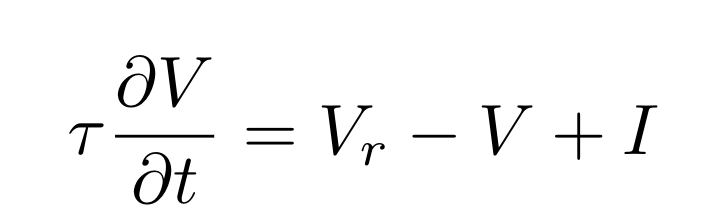 τ ∂V/∂t = V_r − V + I